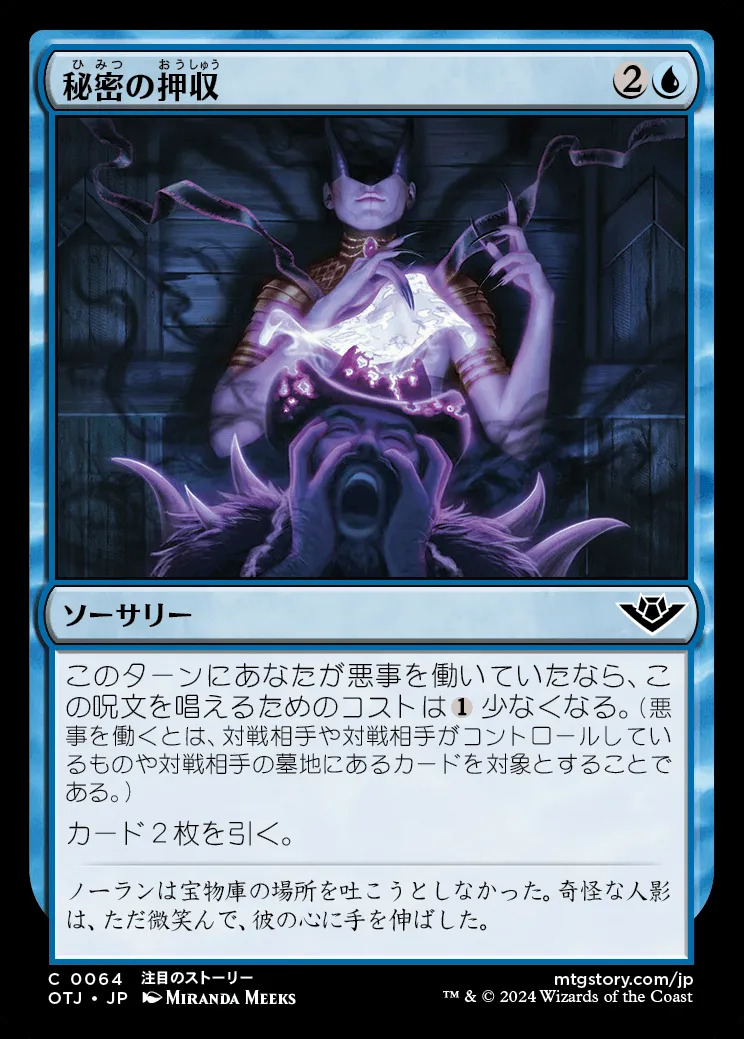 ひみつ おうしゅう
秘密の押収 2
ソーサリー
このターンにあなたが悪事を働いていたなら、こ
の呪文を唱えるためのコストは1少なくなる。（悪
事を働くとは、対戦相手や対戦相手がコントロールしてい
るものや対戦相手の墓地にあるカードを対象とすることで
ある。）
カード２枚を引く。
ノーランは宝物庫の場所を吐こうとしなかった。奇怪な人影
は、ただ微笑んで、彼の心に手を伸ばした。
C 0064 注目のストーリー mtgstory.com/jp
OTJ • JP MIRANDA MEEKS ™ & © 2024 Wizards of the Coast